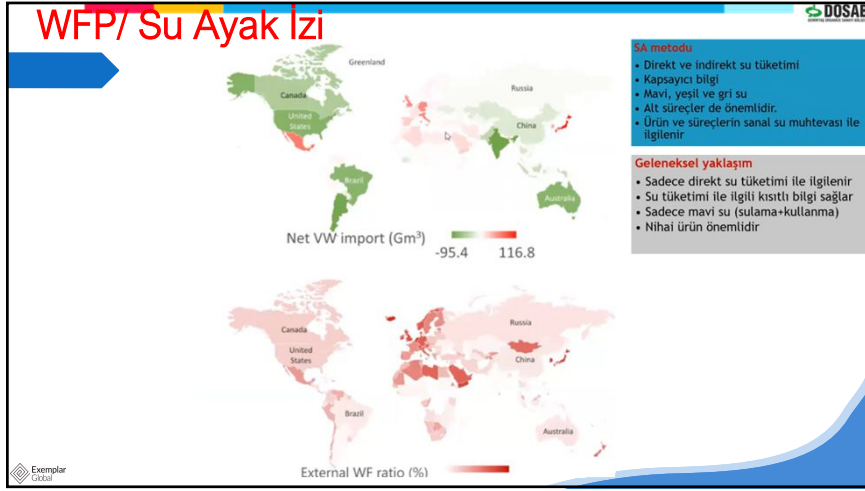 WFP/ Su Ayak İzi
DOSAB
Greenland
Canada
Russia
United
States
China
Brazil
Australia
Net VW import (Gm³)
-95.4 116.8
SA metodu
• Direkt ve indirekt su tüketimi
• Kapsayıcı bilgi
• Mavi, yeşil ve gri su
• Alt süreçler de önemlidir.
• Ürün ve süreçlerin sanal su muhtevası ile
ilgilenir
Geleneksel yaklaşım
• Sadece direkt su tüketimi ile ilgilenir
• Su tüketimi ile ilgili kısıtlı bilgi sağlar
• Sadece mavi su (sulama+kullanma)
• Nihai ürün önemlidir
Canada
Russia
United
States
China
Brazil
Australia
External WF ratio (%)
Exemplar
Global